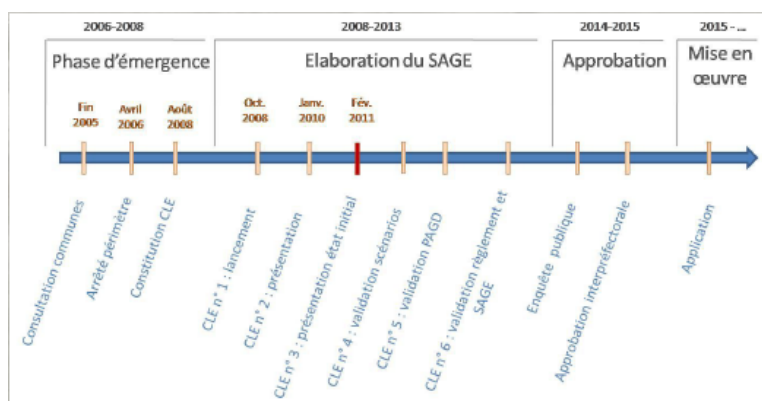 2006-2008
2008-2013
2014-2015
2015 - ...
Phase d'émergence
Elaboration du SAGE
Approbation
Mise en
œuvre
Fin
2005
Avril
2006
Août
2008
Oct.
2008
Janv.
2010
Fév.
2011
Consultation communes
Arrêté périmètre
Constitution CLE
CLE n° 1 : lancement
CLE n° 2 : présentation
CLE n° 3 : présentation état initial
CLE n° 4 : validation scénarios
CLE n° 5 : validation PAGD
CLE n° 6 : validation règlement et
SAGE
Enquête publique
Approbation interpréfectorale
Application